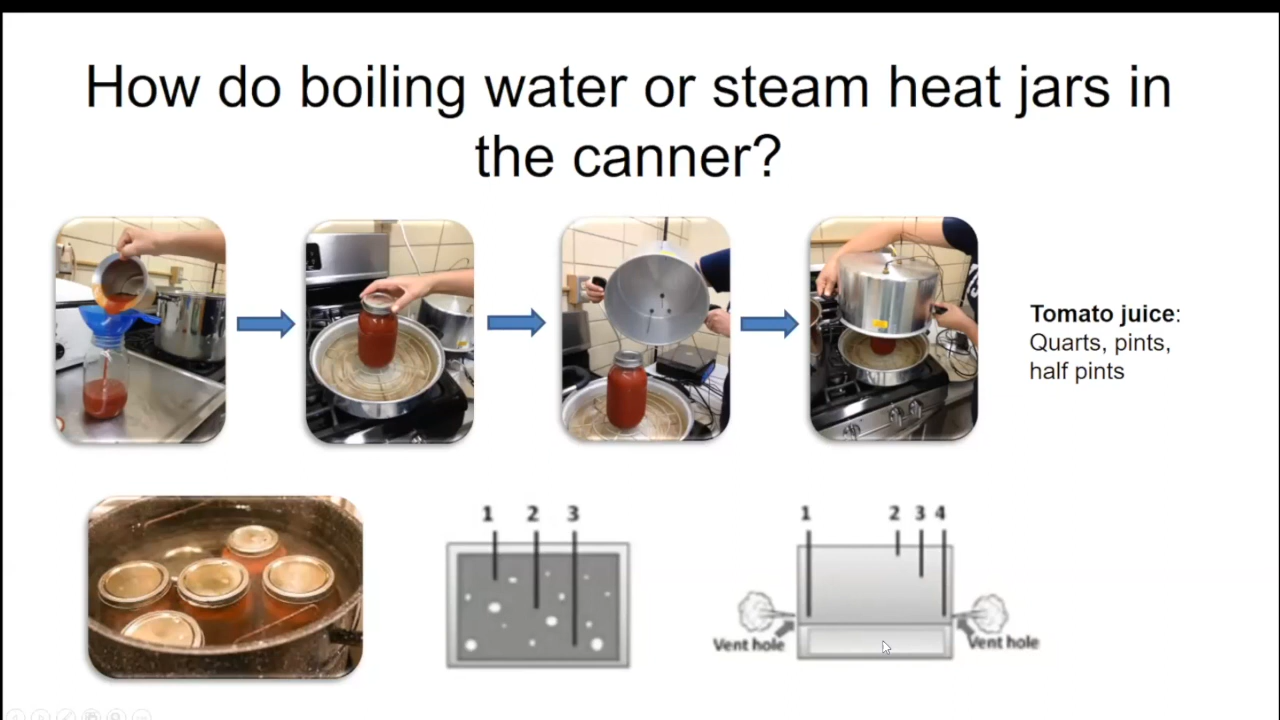 How do boiling water or steam heat jars in
the canner?
Tomato juice:
Quarts, pints,
half pints
1 2 3
1 2 3 4
Vent hole
Vent hole